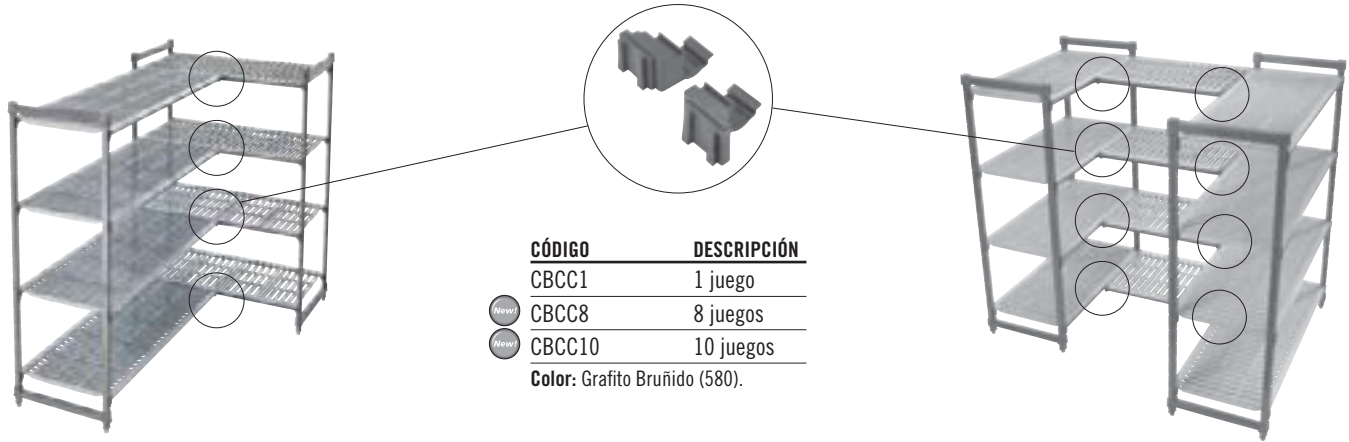 CÓDIGO DESCRIPCIÓN
CBCC1 1 juego
New! CBCC8 8 juegos
New! CBCC10 10 juegos
Color: Grafito Bruñido (580).